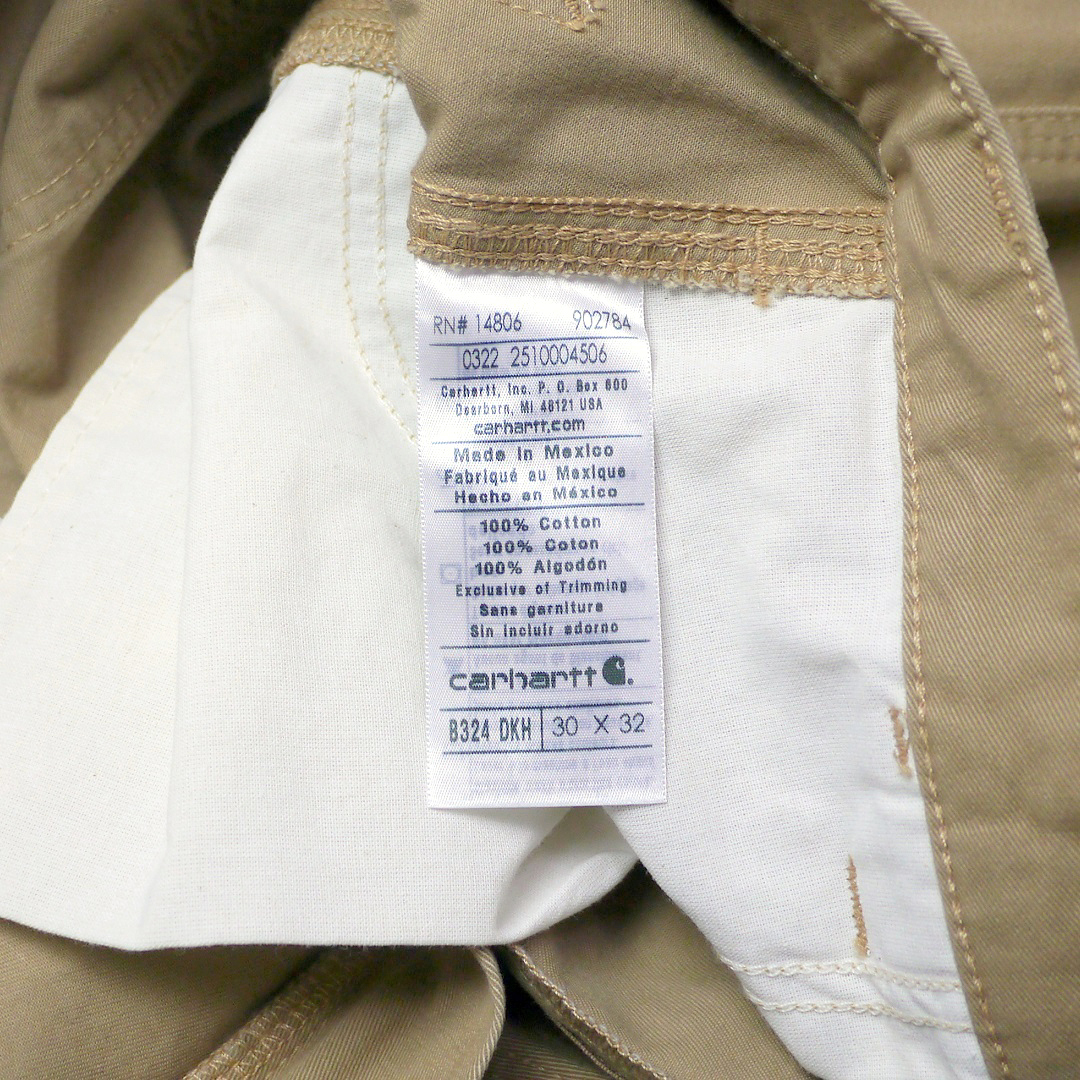 RN# 14806 902784
0322 2510004506
Carhartt, Inc. P. O. Box 600
Dearborn, MI 48121 USA
carhartt.com
Made in Mexico
Fabriqué au Mexique
Hecho en México
100% Cotton
100% Coton
100% Algodón
Exclusive of Trimming
Sans garniture
Sin incluir adorno
carhartt
B324 DKH 30 X 32